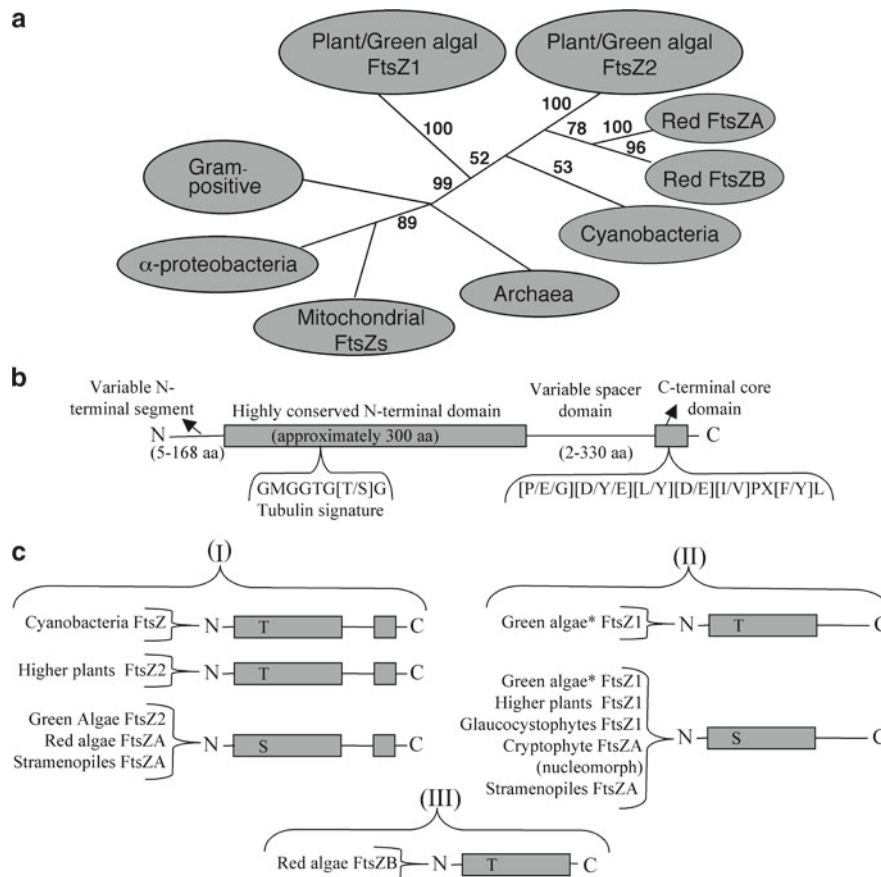 a
Plant/Green algal
FtsZ1
Plant/Green algal
FtsZ2
100
100
78
100
Red FtsZA
96
Red FtsZB
52
53
Gram-
positive
99
Cyanobacteria
89
α-proteobacteria
Archaea
Mitochondrial
FtsZs
b
Variable N-
terminal segment
Highly conserved N-terminal domain
Variable spacer
domain
C-terminal core
domain
N
(approximately 300 aa)
C
(5-168 aa)
(2-330 aa)
GMGGTG[T/S]G
Tubulin signature
[P/E/G][D/Y/E][L/Y][D/E][I/V]PX[F/Y]L
c
(I)
Cyanobacteria FtsZ
N
T
C
Higher plants FtsZ2
N
T
C
Green Algae FtsZ2
Red algae FtsZA
Stramenopiles FtsZA
N
S
C
(II)
Green algae* FtsZ1
N
T
C
Green algae* FtsZ1
Higher plants FtsZ1
Glaucocystophytes FtsZ1
Cryptophyte FtsZA
(nucleomorph)
Stramenopiles FtsZA
N
S
C
(III)
Red algae FtsZB
N
T
C